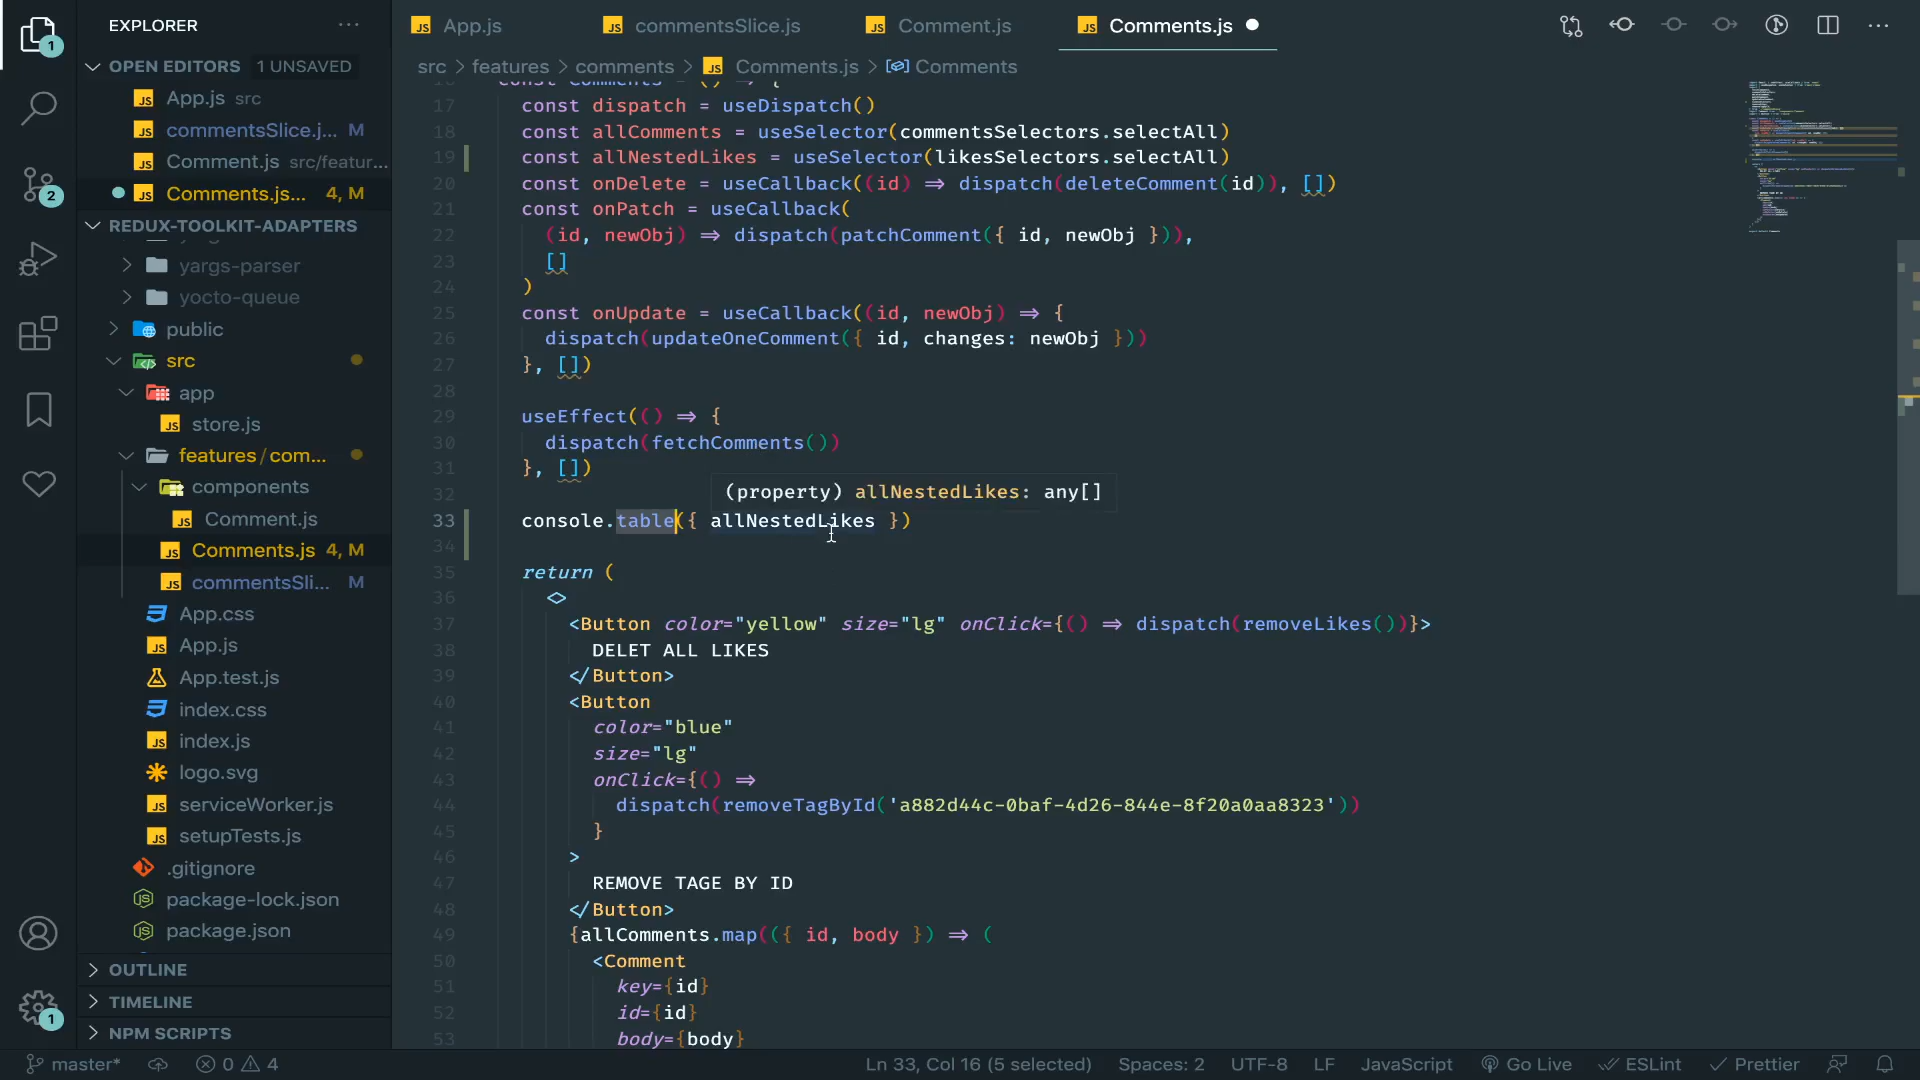 EXPLORER
App.js
commentsSlice.js
Comment.js
Comments.js
OPEN EDITORS 1 UNSAVED
src > features > comments > Comments.js > Comments
App.js src
commentsSlice.j... M
Comment.js src/featur...
Comments.js... 4, M
REDUX-TOOLKIT-ADAPTERS
yargs-parser
yocto-queue
public
src
app
store.js
features / com...
components
Comment.js
Comments.js 4, M
commentsSli... M
App.css
App.js
App.test.js
index.css
index.js
logo.svg
serviceWorker.js
setupTests.js
.gitignore
package-lock.json
package.json
OUTLINE
TIMELINE
NPM SCRIPTS
17 const dispatch = useDispatch()
18 const allComments = useSelector(commentsSelectors.selectAll)
19 const allNestedLikes = useSelector(likesSelectors.selectAll)
20 const onDelete = useCallback((id) => dispatch(deleteComment(id)), [])
21 const onPatch = useCallback(
22 (id, newObj) => dispatch(patchComment({ id, newObj })),
23 []
24 )
25 const onUpdate = useCallback((id, newObj) => {
26 dispatch(updateOneComment({ id, changes: newObj }))
27 }, [])
28
29 useEffect(() => {
30 dispatch(fetchComments())
31 }, [])
32
(property) allNestedLikes: any[]
33 console.table({ allNestedLikes })
34
35 return (
36 <>
37 <Button color="yellow" size="lg" onClick={() => dispatch(removeLikes())}>
38 DELET ALL LIKES
39 </Button>
40 <Button
41 color="blue"
42 size="lg"
43 onClick={() =>
44 dispatch(removeTagById('a882d44c-0baf-4d26-844e-8f20a0aa8323'))
45 }
46 >
47 REMOVE TAGE BY ID
48 </Button>
49 {allComments.map(({ id, body }) => (
50 <Comment
51 key={id}
52 id={id}
53 body={body}
1
2
1
master* 0 4
Ln 33, Col 16 (5 selected) Spaces: 2 UTF-8 LF JavaScript Go Live ESLint Prettier